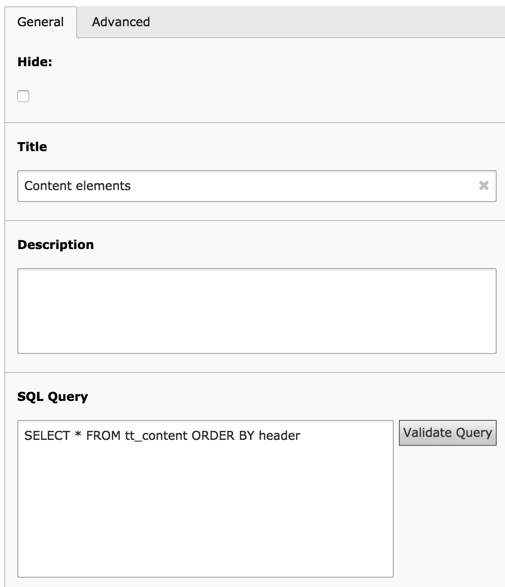 General Advanced
Hide:
Title
Content elements
Description
SQL Query
SELECT * FROM tt_content ORDER BY header
Validate Query